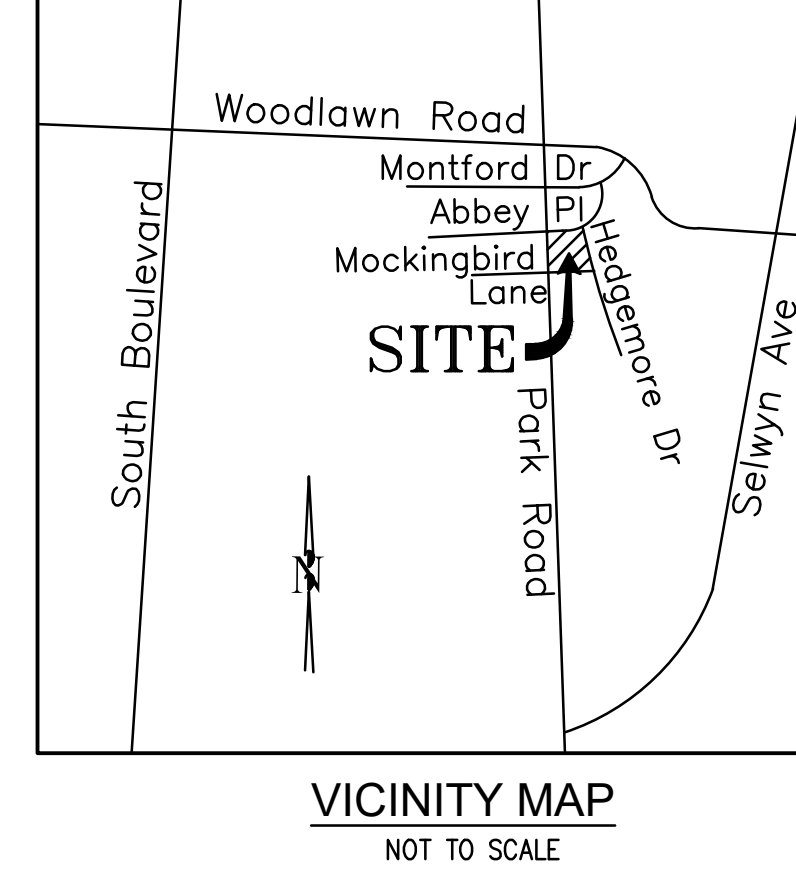 Woodlawn Road
Montford Dr
Abbey Pl
Mockingbird
Lane
Hedgemore Dr
SITE
South Boulevard
Selwyn Ave
Park Road
N
VICINITY MAP
NOT TO SCALE